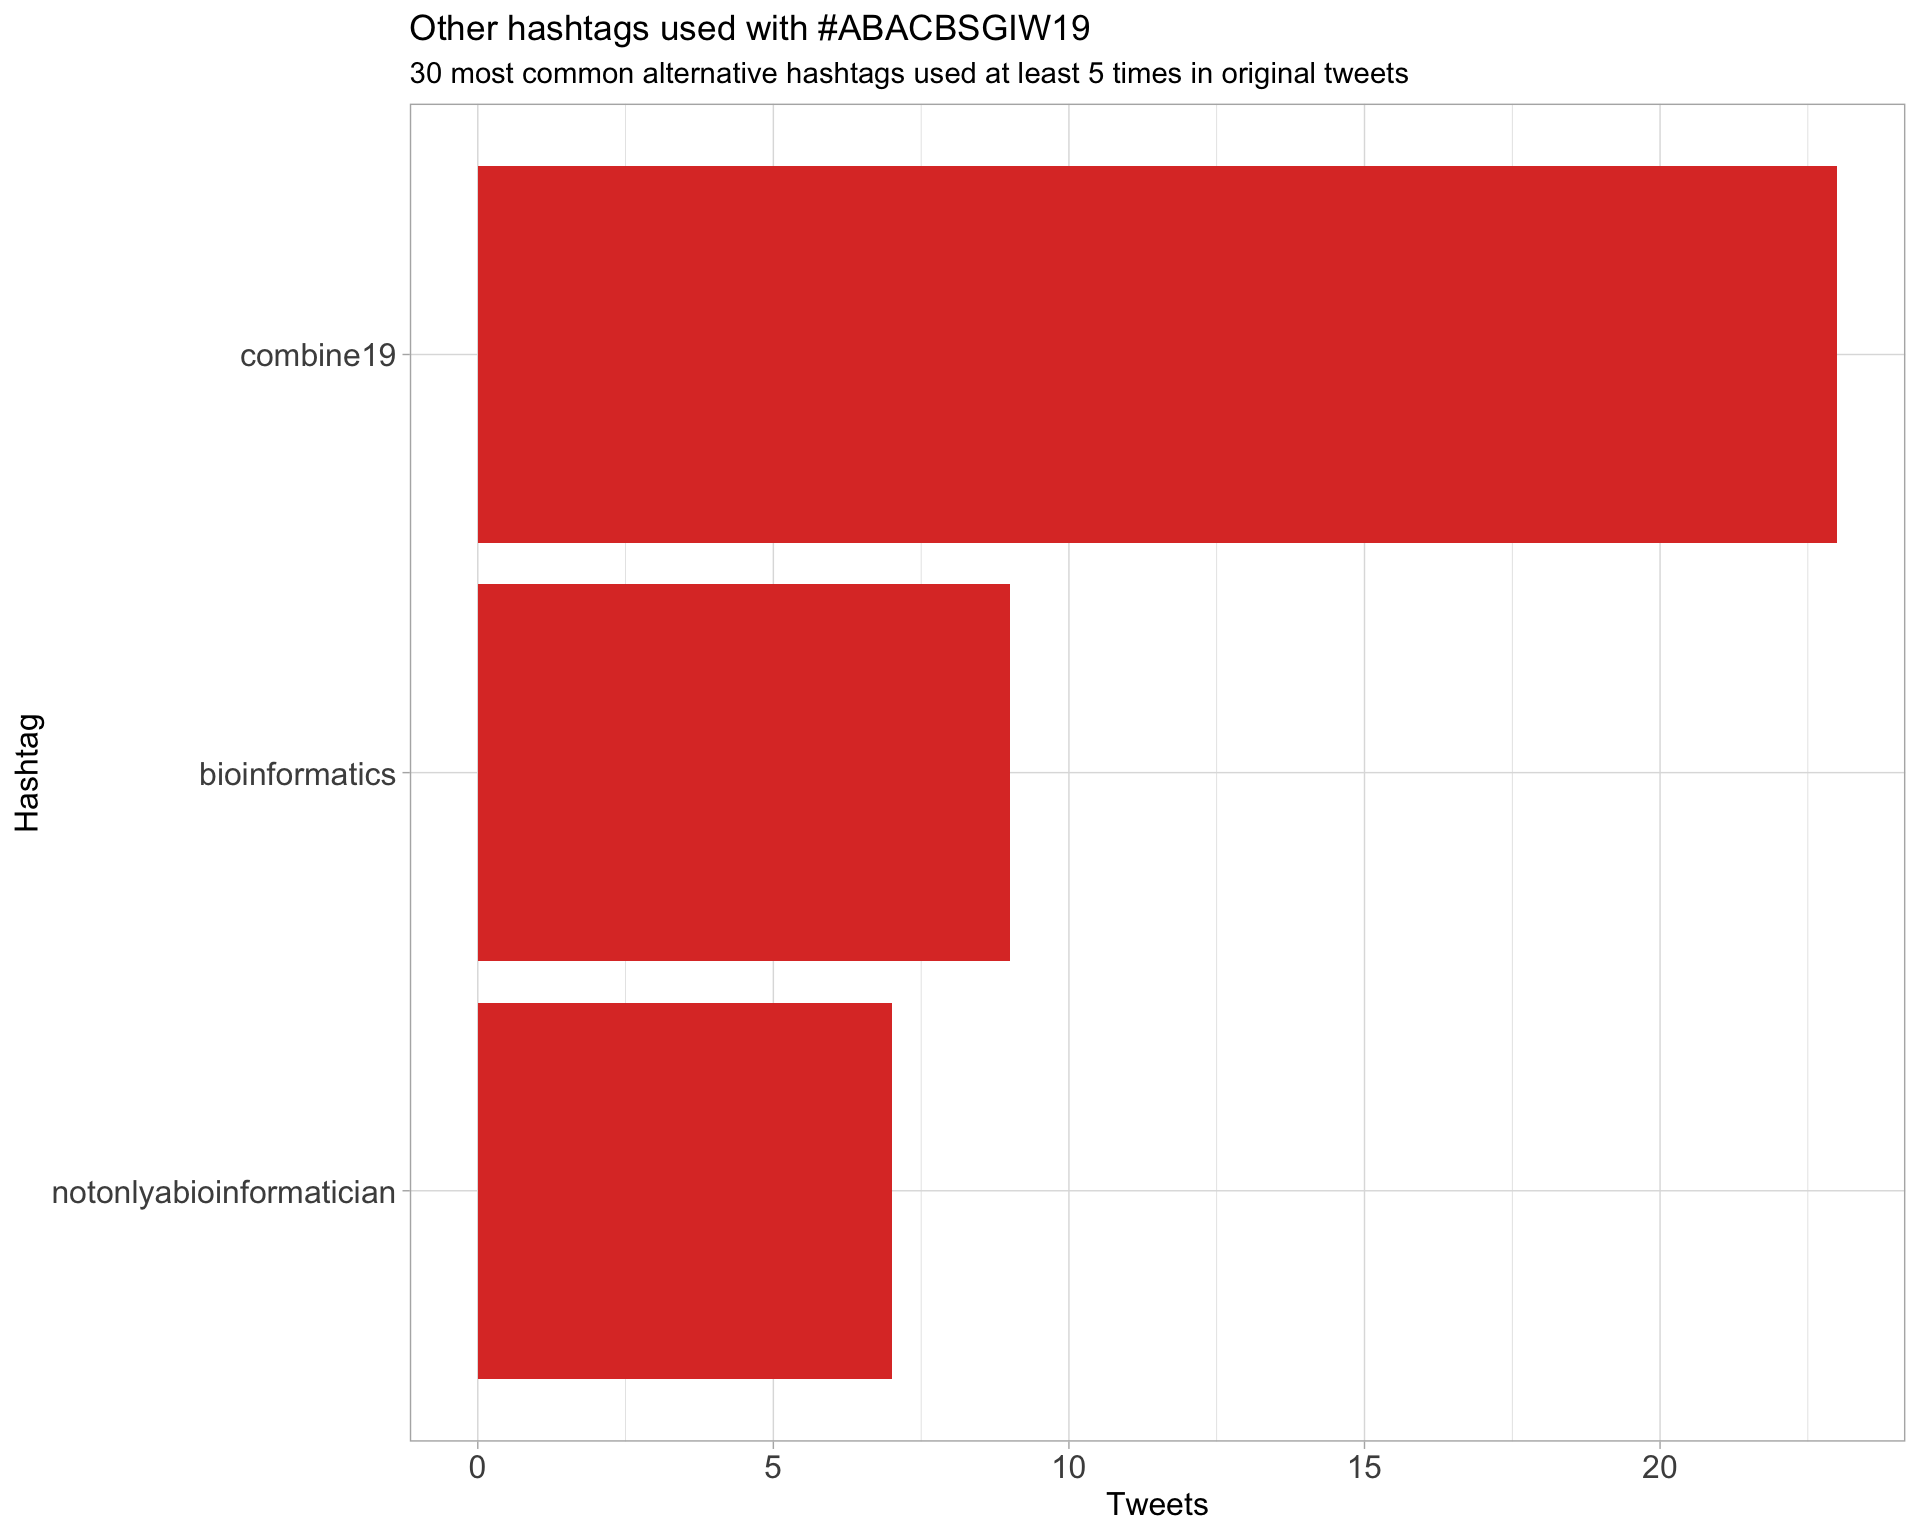 Other hashtags used with #ABACBSGIW19
30 most common alternative hashtags used at least 5 times in original tweets
Hashtag
combine19
bioinformatics
notonlyabioinformatician
0 5 10 15 20
Tweets